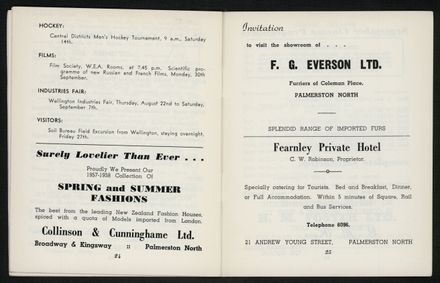 HOCKEY:
Central Districts Men's Hockey Tournament, 9 a.m., Saturday
14th.
FILMS:
Film Society, W.E.A. Rooms, at 7.45 p.m. Scientific pro-
gramme of new Russian and French Films, Monday, 30th
September.
INDUSTRIES FAIR:
Wellington Industries Fair, Thursday, August 22nd to Saturday,
September 7th.
VISITORS:
Soil Bureau Field Excursion from Wellington, staying overnight,
Friday 27th.
Surely Lovelier Than Ever . . .
Proudly We Present Our
1957-1958 Collection Of
SPRING and SUMMER
FASHIONS
The best from the leading New Zealand Fashion Houses,
spiced with a quota of Models imported from London.
Collinson & Cunninghame Ltd.
Broadway & Kingsway :: Palmerston North
24
Invitation
to visit the showroom of . . .
F. G. EVERSON LTD.
Furriers of Coleman Place,
PALMERSTON NORTH
SPLENDID RANGE OF IMPORTED FURS
Fearnley Private Hotel
C. W. Robinson, Proprietor.
Specially catering for Tourists. Bed and Breakfast, Dinner,
or Full Accommodation. Within 5 minutes of Square, Rail
and Bus Services.
Telephone 6096.
21 ANDREW YOUNG STREET, PALMERSTON NORTH
25